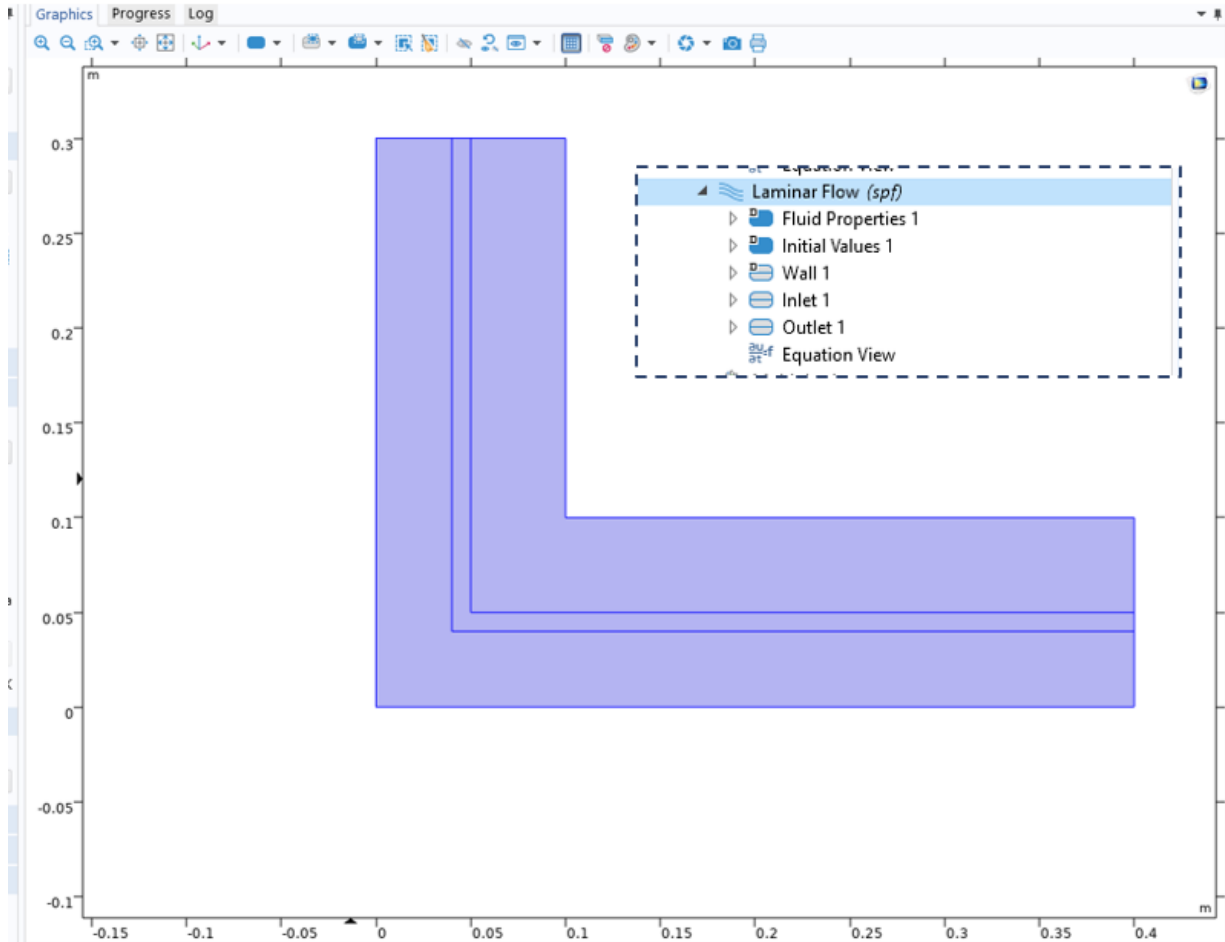 Graphics Progress Log
m
Laminar Flow (spf)
Fluid Properties 1
Initial Values 1
Wall 1
Inlet 1
Outlet 1
Equation View
0.3
0.25
0.2
0.15
0.1
0.05
0
-0.05
-0.1
m
-0.15 -0.1 -0.05 0 0.05 0.1 0.15 0.2 0.25 0.3 0.35 0.4